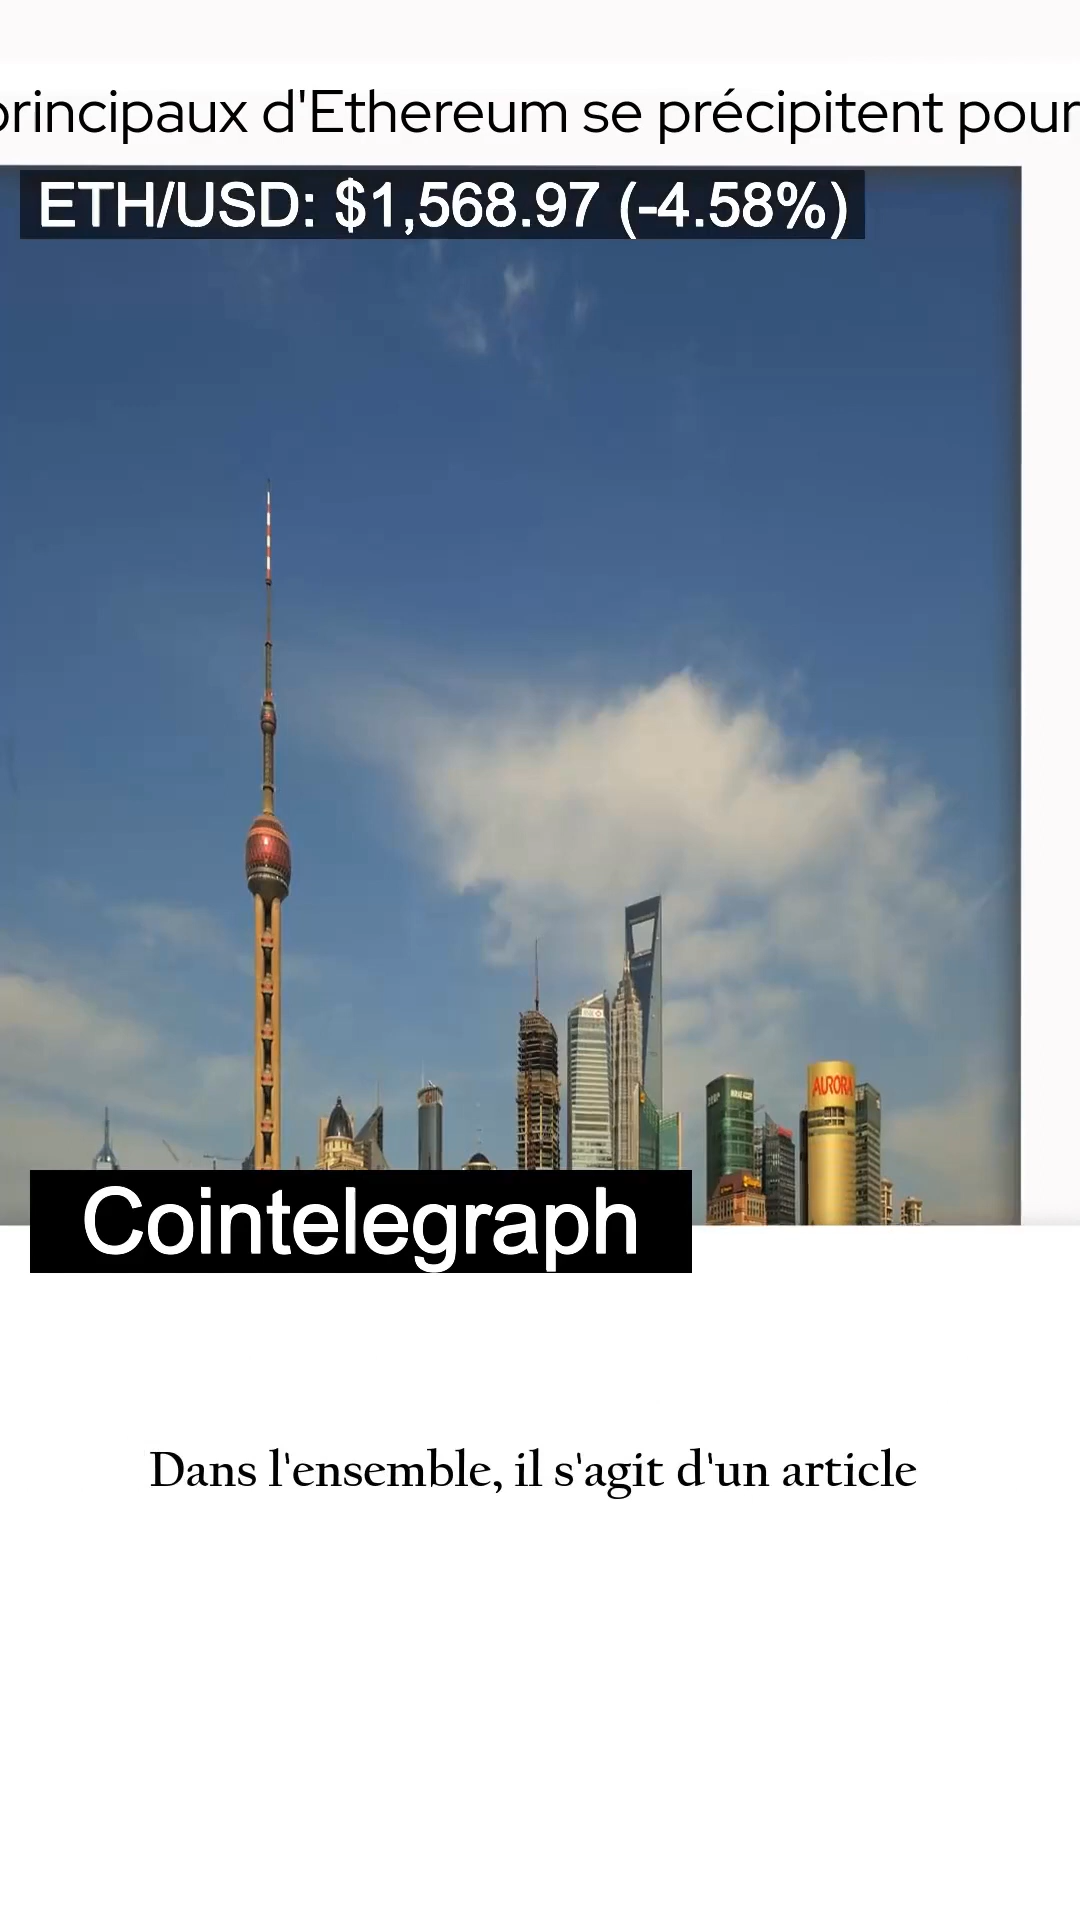 principaux d'Ethereum se précipitent pour
ETH/USD: $1,568.97 (-4.58%)
AURORA
Cointelegraph
Dans l'ensemble, il s'agit d'un article